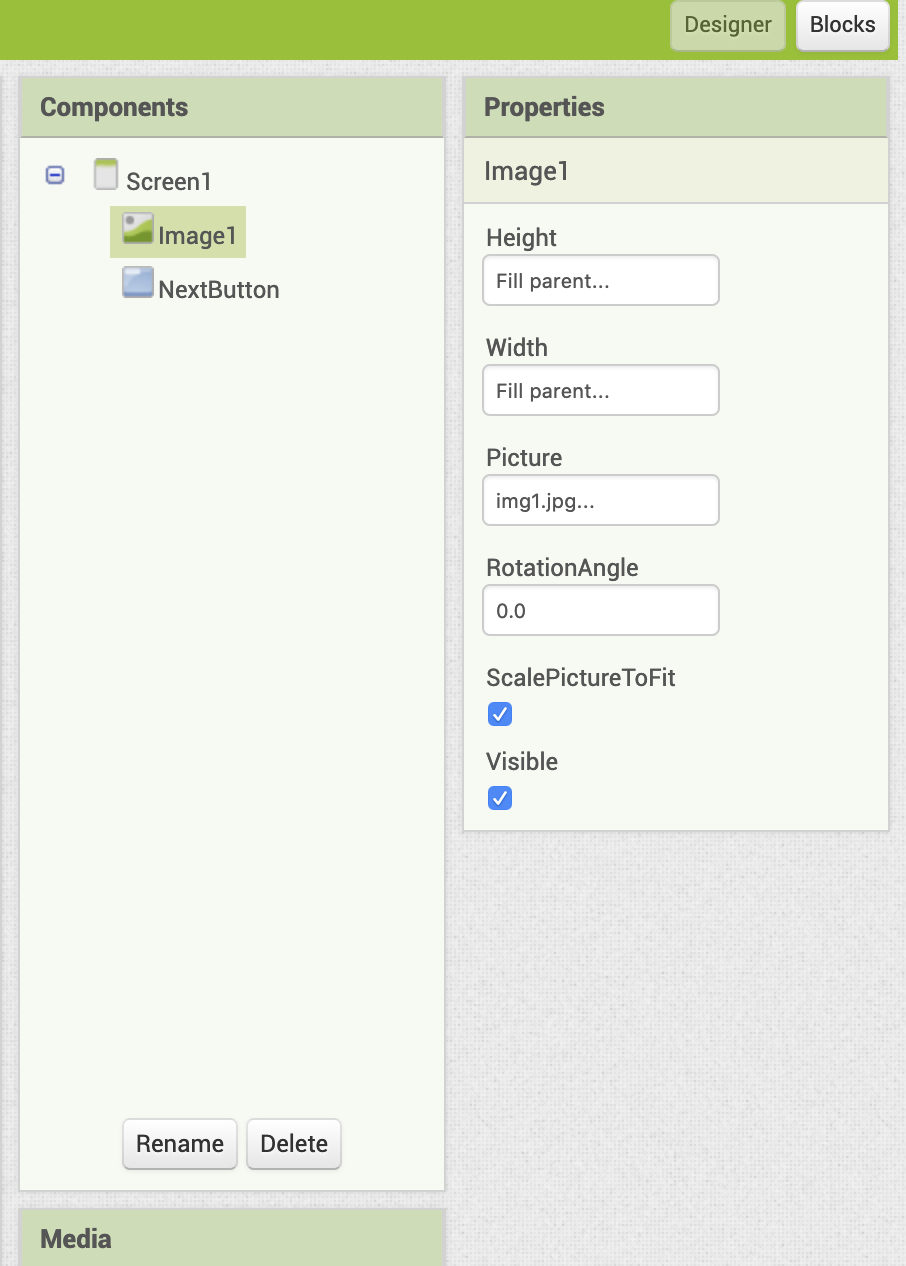 Designer
Blocks
Components
Screen1
Image1
NextButton
Rename
Delete
Media
Properties
Image1
Height
Fill parent...
Width
Fill parent...
Picture
img1.jpg...
RotationAngle
0.0
ScalePictureToFit
Visible